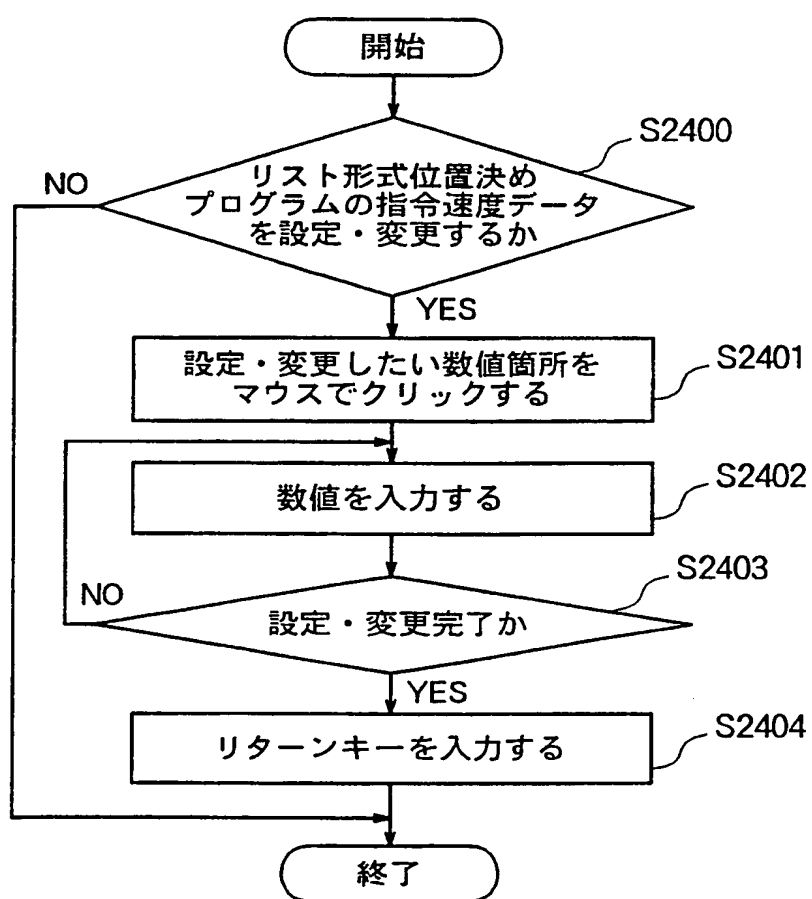 開始
S2400
NO
リスト形式位置決め
プログラムの指令速度データ
を設定・変更するか
YES
設定・変更したい数値箇所を
マウスでクリックする
S2401
数値を入力する
S2402
S2403
NO
設定・変更完了か
YES
リターンキーを入力する
S2404
終了